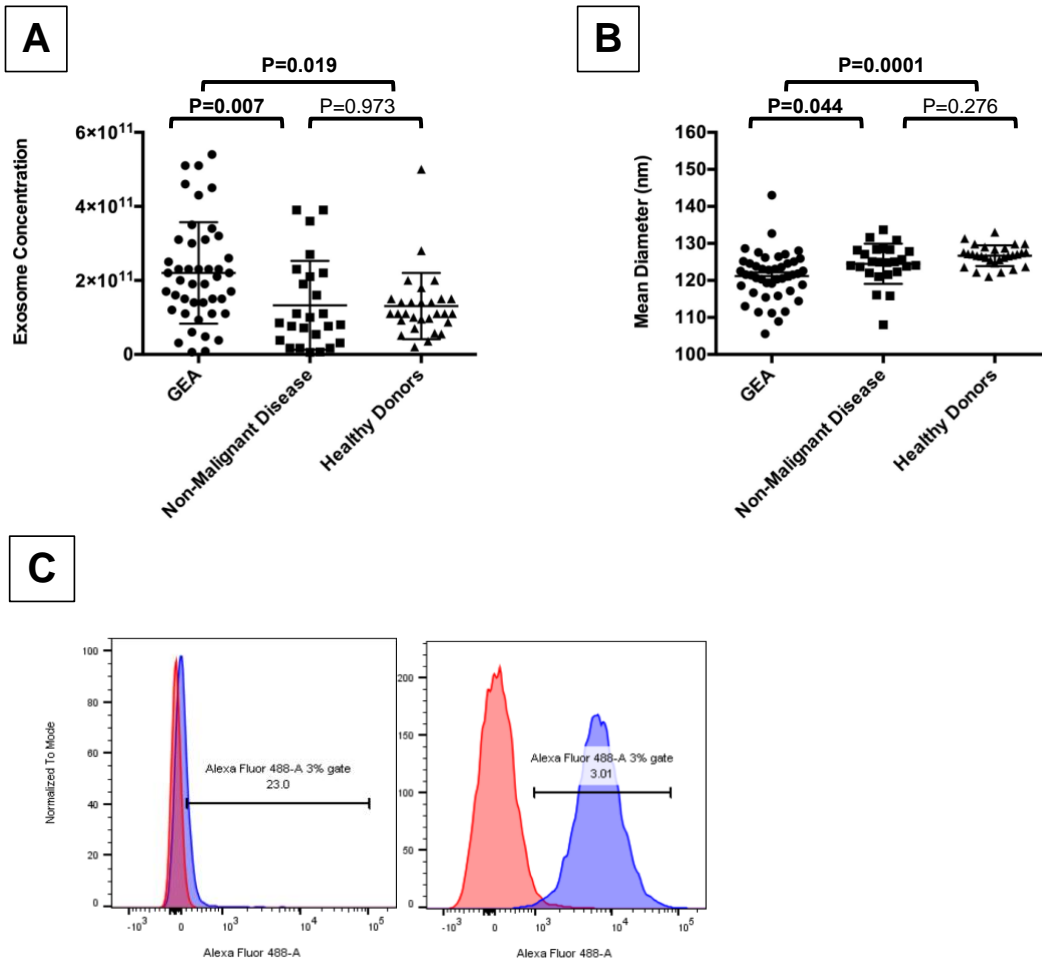 A
P=0.019
P=0.007
P=0.973
Exosome Concentration
6×10¹¹
4×10¹¹
2×10¹¹
0
GEA
Non-Malignant Disease
Healthy Donors
B
P=0.0001
P=0.044
P=0.276
Mean Diameter (nm)
160
150
140
130
120
110
100
GEA
Non-Malignant Disease
Healthy Donors
C
Normalized To Mode
100
80
60
40
20
0
Alexa Fluor 488-A 3% gate
23.0
-10³ 0 10³ 10⁴ 10⁵
Alexa Fluor 488-A
200
150
100
50
0
Alexa Fluor 488-A 3% gate
3.01
-10³ 0 10³ 10⁴ 10⁵
Alexa Fluor 488-A